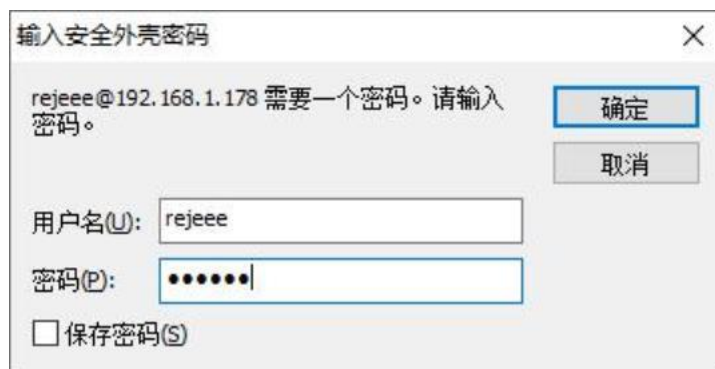 输入安全外壳密码
rejeee@192.168.1.178 需要一个密码。请输入
密码。
确定
取消
用户名(U): rejeee
密码(P): ●●●●●●
保存密码(S)